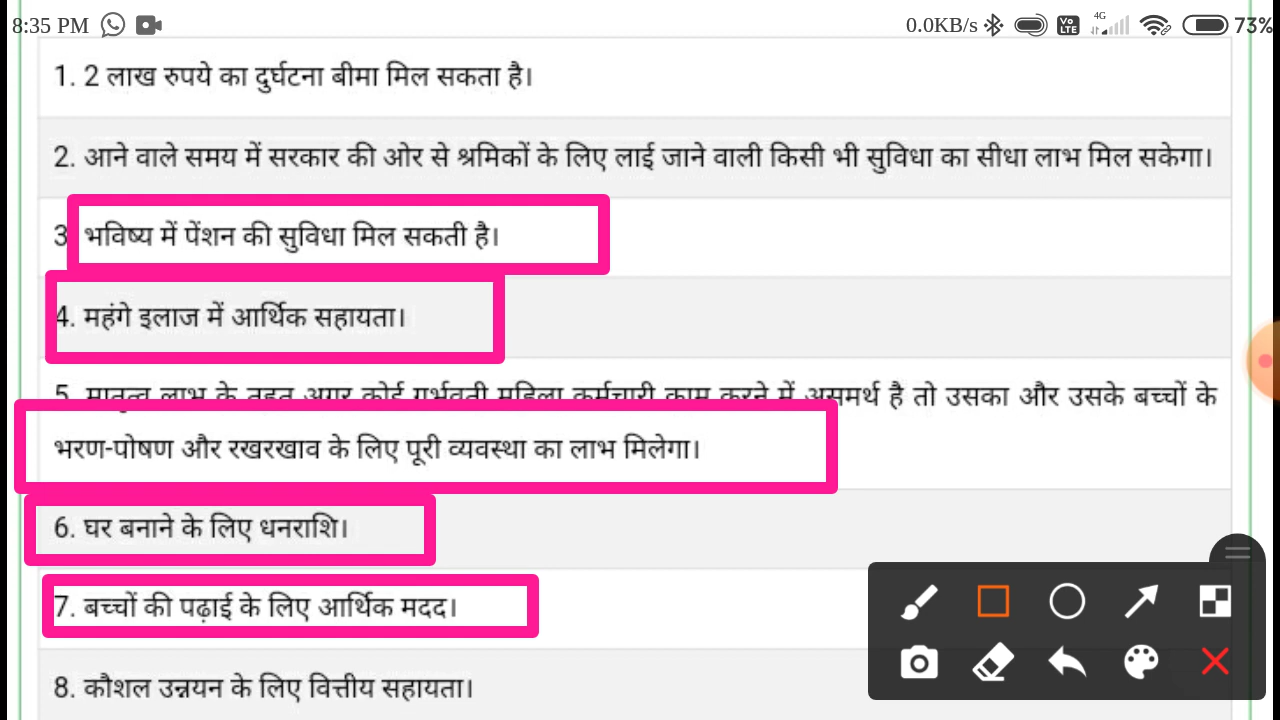 8:35 PM 0.0KB/s Vo LTE 4G 73%
1. 2 लाख रुपये का दुर्घटना बीमा मिल सकता है।
2. आने वाले समय में सरकार की ओर से श्रमिकों के लिए लाई जाने वाली किसी भी सुविधा का सीधा लाभ मिल सकेगा।
3 भविष्य में पेंशन की सुविधा मिल सकती है।
4. महंगे इलाज में आर्थिक सहायता।
5. मातृत्व लाभ के तहत अगर कोई गर्भवती महिला कर्मचारी काम करने में असमर्थ है तो उसका और उसके बच्चों के
भरण-पोषण और रखरखाव के लिए पूरी व्यवस्था का लाभ मिलेगा।
6. घर बनाने के लिए धनराशि।
7. बच्चों की पढ़ाई के लिए आर्थिक मदद।
8. कौशल उन्नयन के लिए वित्तीय सहायता।